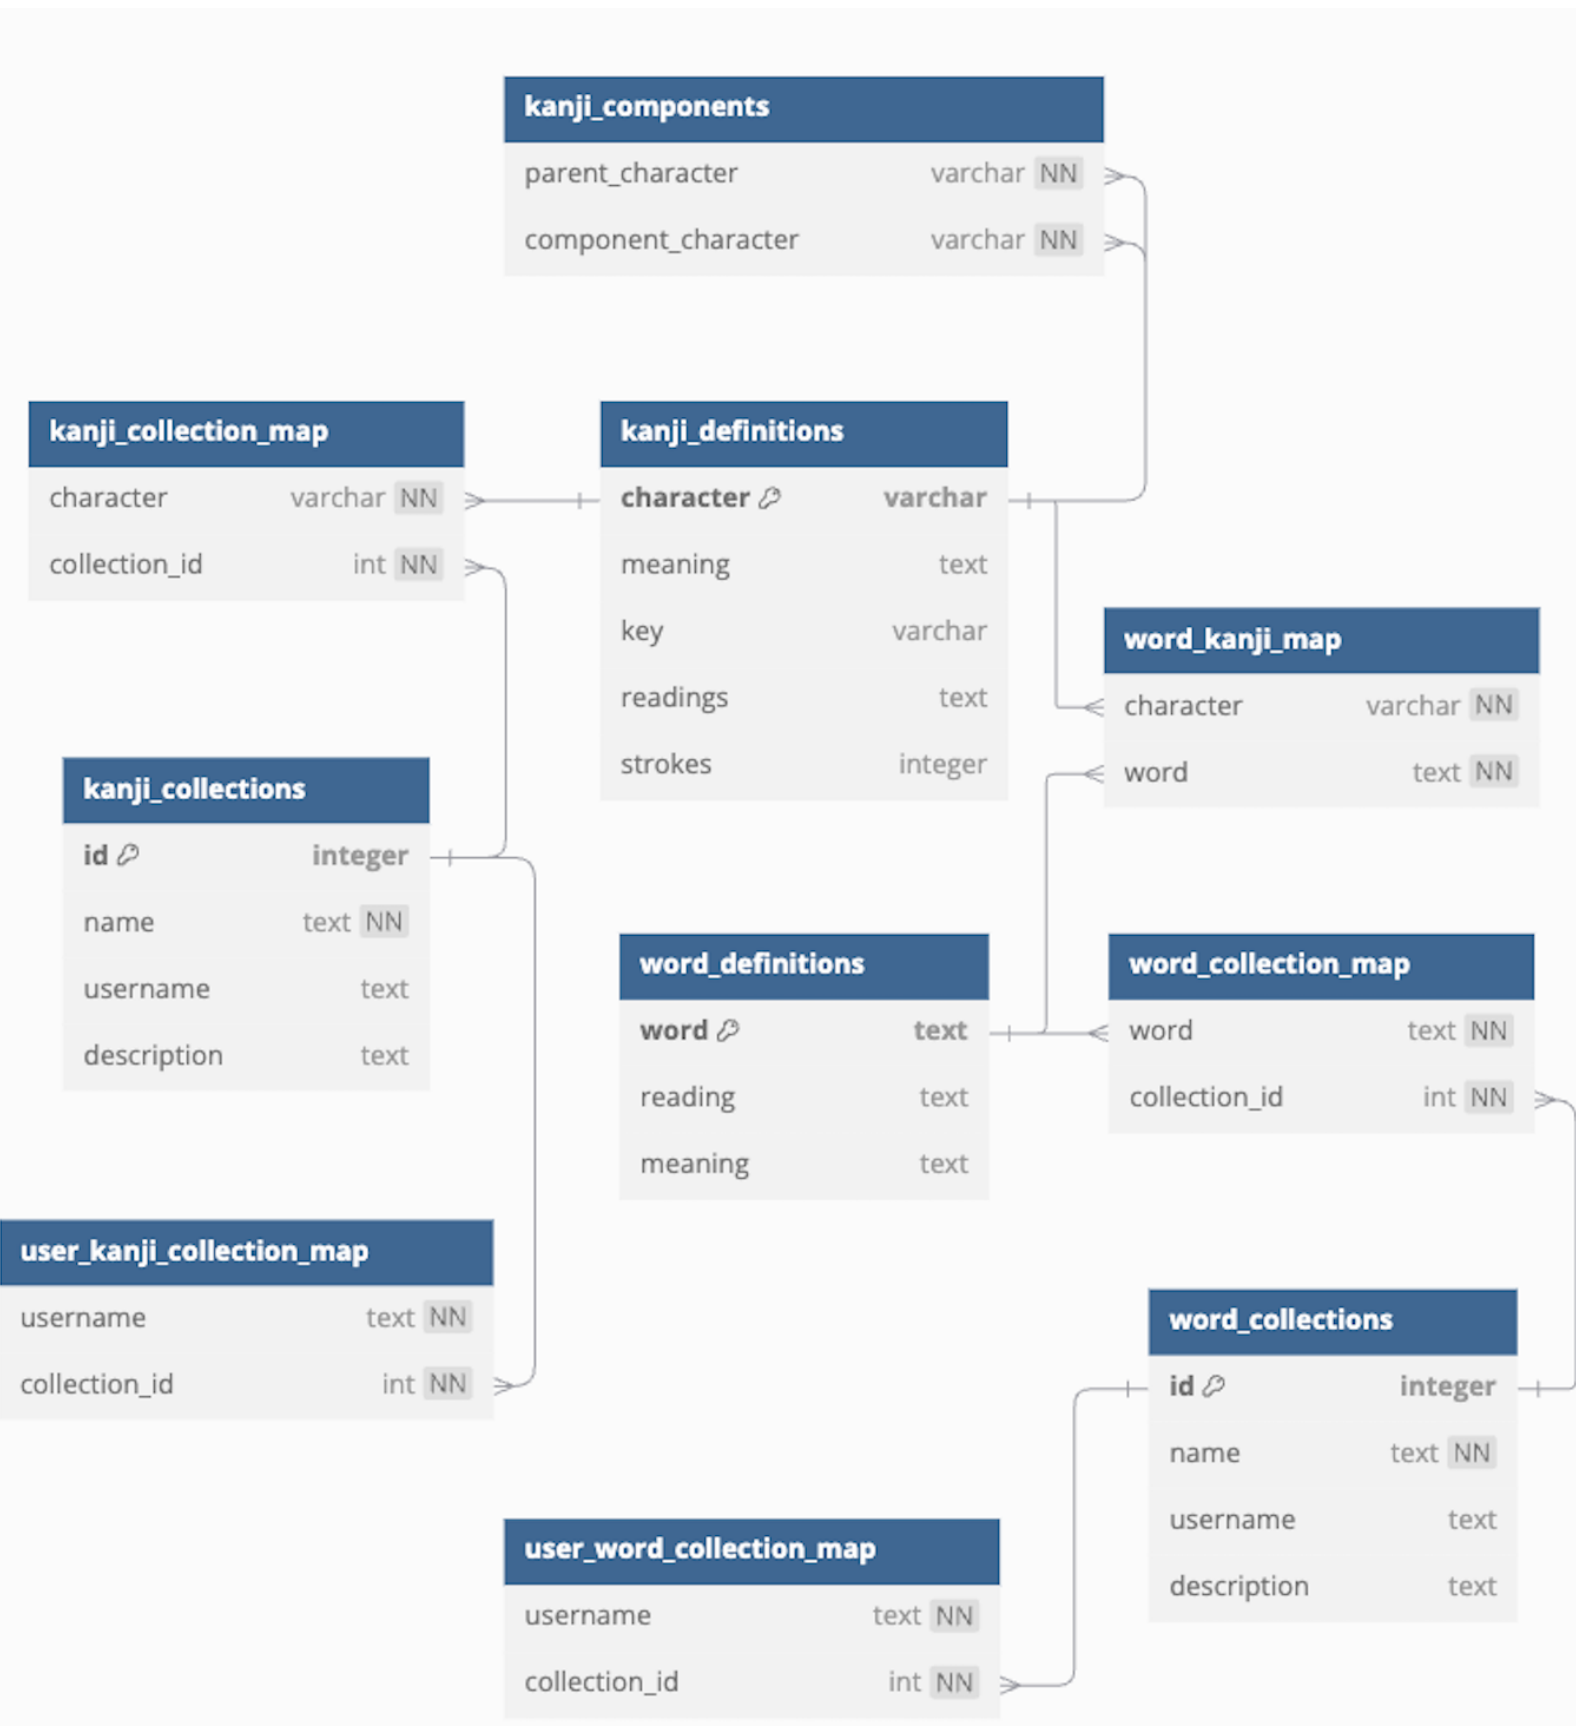 kanji_components
parent_character varchar NN
component_character varchar NN
kanji_collection_map
character varchar NN
collection_id int NN
kanji_definitions
character varchar
meaning text
key varchar
readings text
strokes integer
word_kanji_map
character varchar NN
word text NN
kanji_collections
id integer
name text NN
username text
description text
word_definitions
word text
reading text
meaning text
word_collection_map
word text NN
collection_id int NN
user_kanji_collection_map
username text NN
collection_id int NN
word_collections
id integer
name text NN
username text
description text
user_word_collection_map
username text NN
collection_id int NN